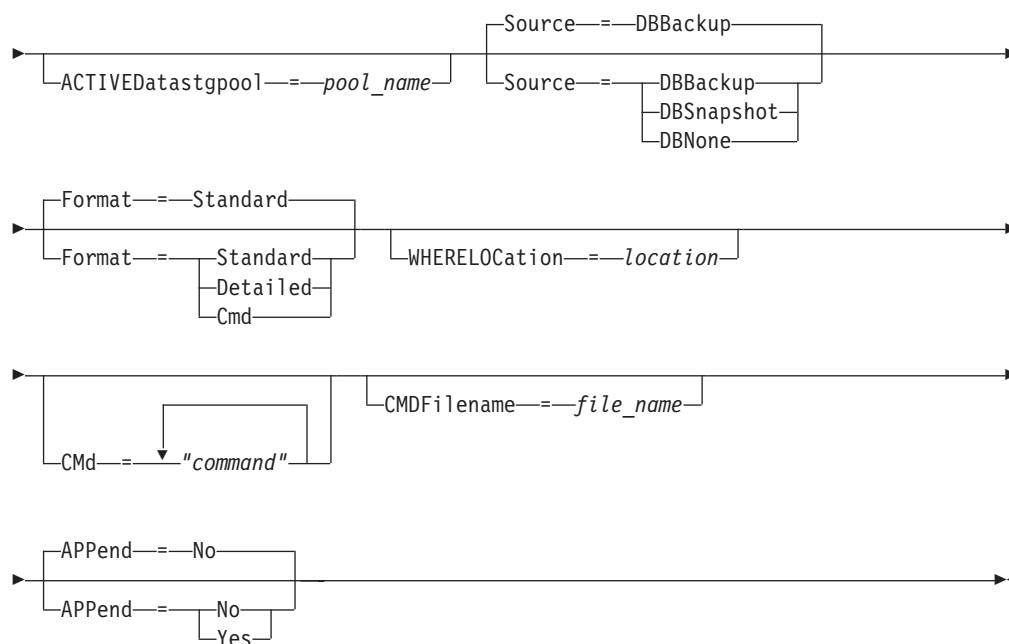 Source = DBBackup
ACTIVEDatastgpool = pool_name
Source = DBBackup
DBSnapshot
DBNone
Format = Standard
Format = Standard
Detailed
Cmd
WHERELOCation = location
CMd = "command"
CMDFilename = file_name
APPend = No
APPend = No
Yes